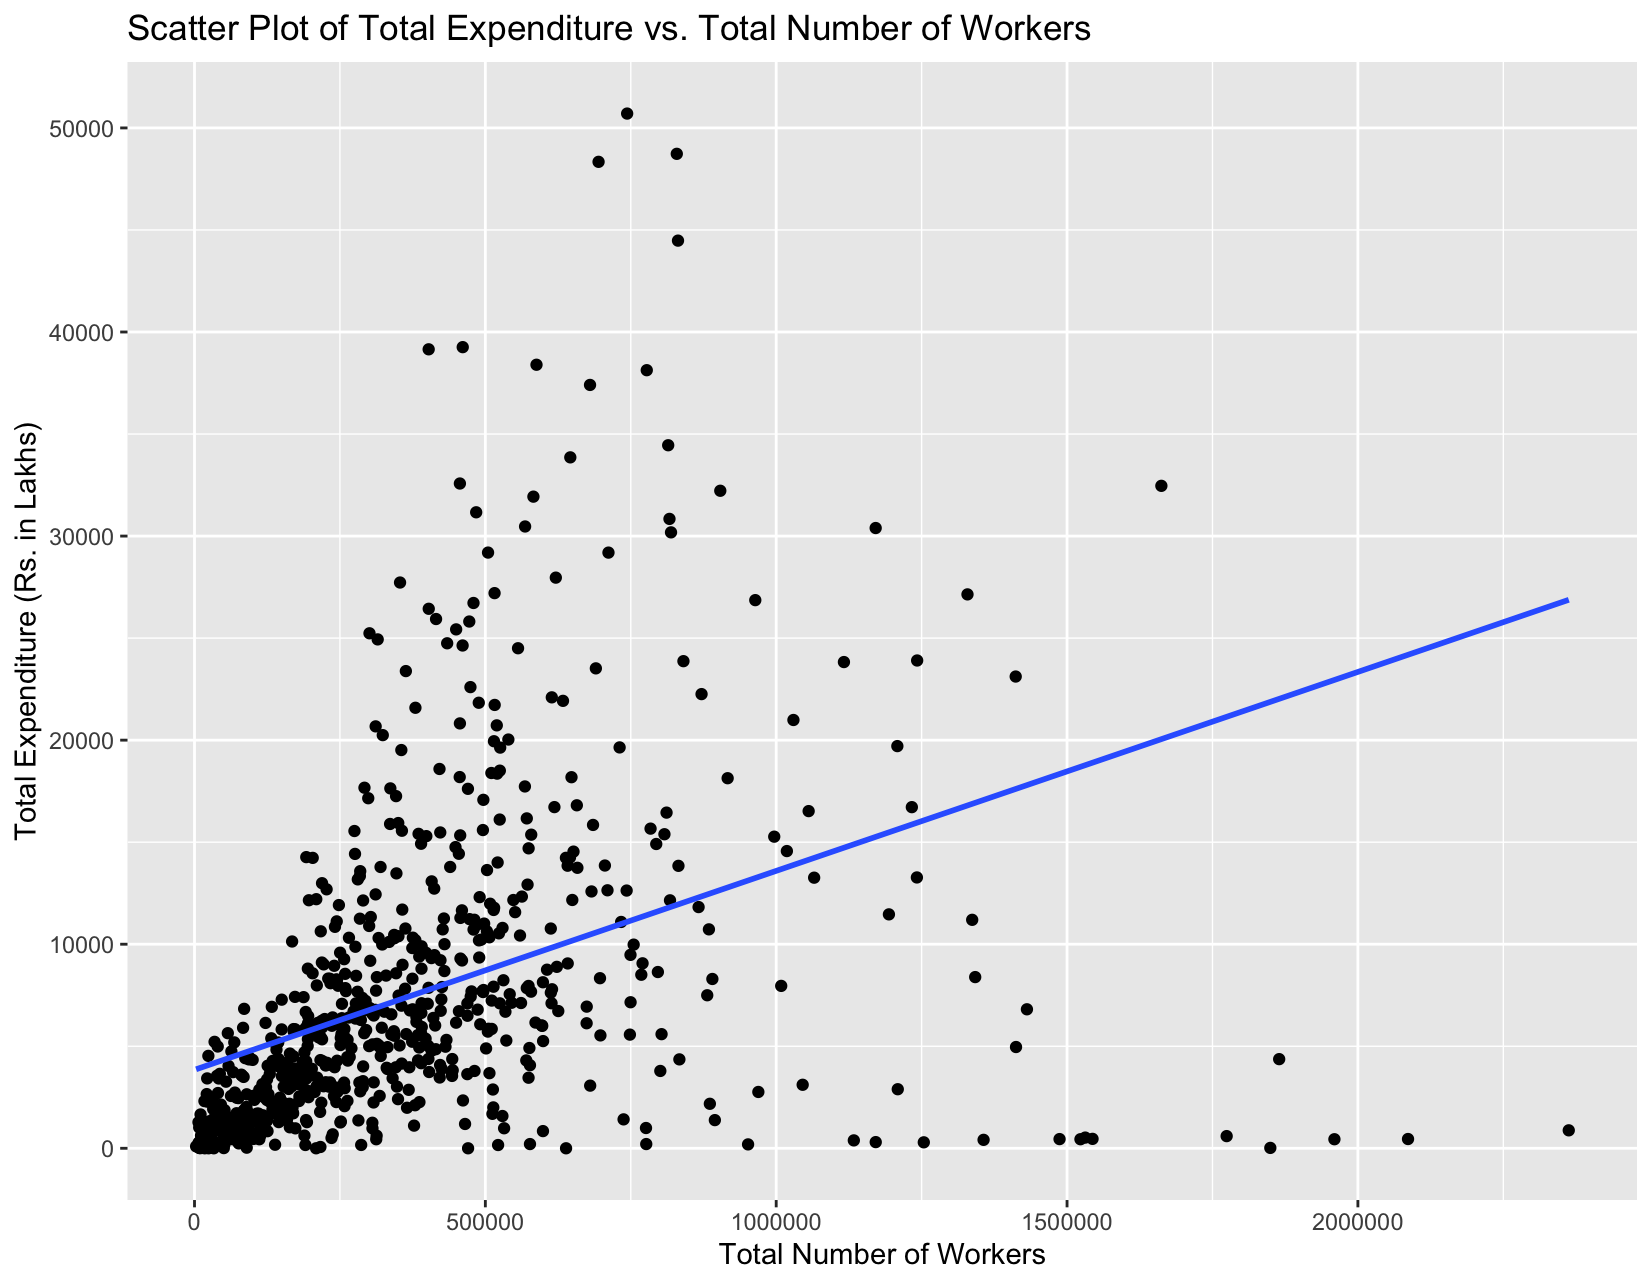 Scatter Plot of Total Expenditure vs. Total Number of Workers
Total Expenditure (Rs. in Lakhs)
50000
40000
30000
20000
10000
0
0 500000 1000000 1500000 2000000
Total Number of Workers